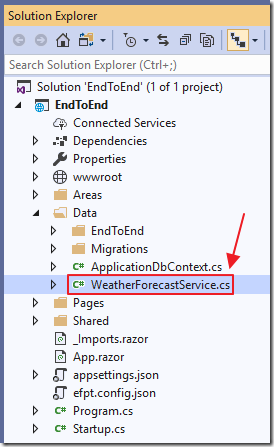 Solution Explorer
Search Solution Explorer (Ctrl+;)
Solution 'EndToEnd' (1 of 1 project)
EndToEnd
Connected Services
Dependencies
Properties
wwwroot
Areas
Data
EndToEnd
Migrations
ApplicationDbContext.cs
C# WeatherForecastService.cs
Pages
Shared
_Imports.razor
App.razor
appsettings.json
efpt.config.json
C# Program.cs
C# Startup.cs